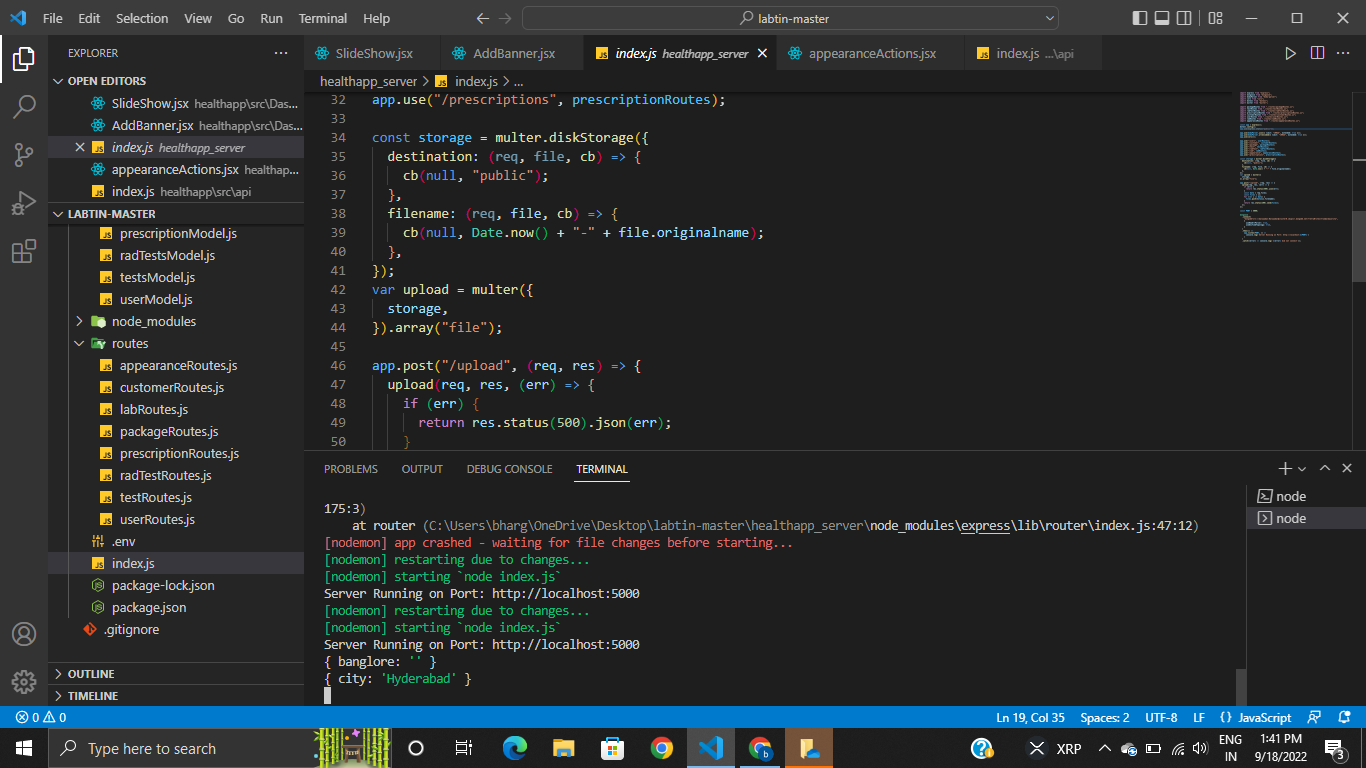 File Edit Selection View Go Run Terminal Help
labtin-master
EXPLORER
SlideShow.jsx
AddBanner.jsx
index.js healthapp_server
appearanceActions.jsx
index.js ...\api
OPEN EDITORS
SlideShow.jsx healthapp\src\Das...
AddBanner.jsx healthapp\src\Das...
index.js healthapp_server
appearanceActions.jsx healthap...
index.js healthapp\src\api
LABTIN-MASTER
prescriptionModel.js
radTestsModel.js
testsModel.js
userModel.js
node_modules
routes
appearanceRoutes.js
customerRoutes.js
labRoutes.js
packageRoutes.js
prescriptionRoutes.js
radTestRoutes.js
testRoutes.js
userRoutes.js
.env
index.js
package-lock.json
package.json
.gitignore
OUTLINE
TIMELINE
healthapp_server > index.js > ...
32 app.use("/prescriptions", prescriptionRoutes);
33
34 const storage = multer.diskStorage({
35 destination: (req, file, cb) => {
36 cb(null, "public");
37 },
38 filename: (req, file, cb) => {
39 cb(null, Date.now() + "-" + file.originalname);
40 },
41 });
42 var upload = multer({
43 storage,
44 }).array("file");
45
46 app.post("/upload", (req, res) => {
47 upload(req, res, (err) => {
48 if (err) {
49 return res.status(500).json(err);
50 }
PROBLEMS OUTPUT DEBUG CONSOLE TERMINAL
175:3)
at router (C:\Users\bharg\OneDrive\Desktop\labtin-master\healthapp_server\node_modules\express\lib\router\index.js:47:12)
[nodemon] app crashed - waiting for file changes before starting...
[nodemon] restarting due to changes...
[nodemon] starting `node index.js`
Server Running on Port: http://localhost:5000
[nodemon] restarting due to changes...
[nodemon] starting `node index.js`
Server Running on Port: http://localhost:5000
{ banglore: '' }
{ city: 'Hyderabad' }
node
node
0 0
Ln 19, Col 35 Spaces: 2 UTF-8 LF {} JavaScript
Type here to search
XRP
ENG
IN
1:41 PM
9/18/2022
3